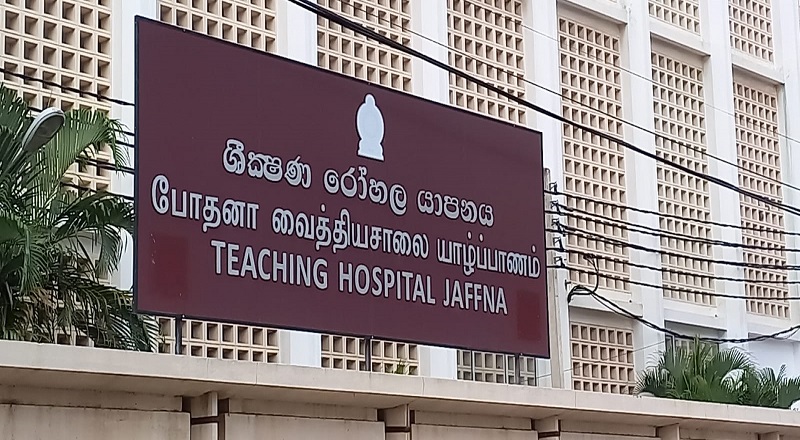 ශික්‍ෂණ රෝහල යාපනය
போதனா வைத்தியசாலை யாழ்ப்பாணம்
TEACHING HOSPITAL JAFFNA